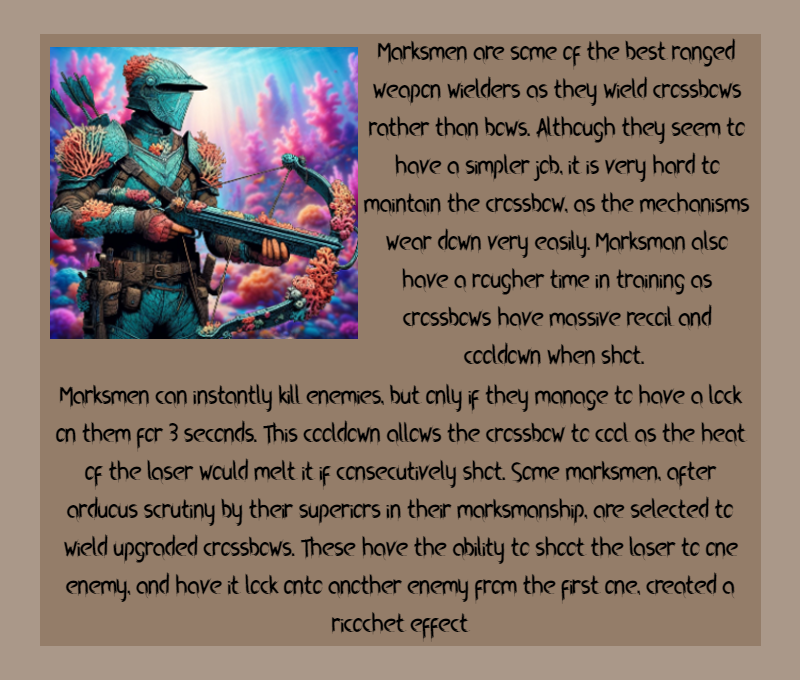 Marksmen are some of the best ranged
weapon wielders as they wield crossbows
rather than bows. Although they seem to
have a simpler job, it is very hard to
maintain the crossbow, as the mechanisms
wear down very easily. Marksman also
have a rougher time in training as
crossbows have massive recoil and
cooldown when shot.
Marksmen can instantly kill enemies, but only if they manage to have a lock
on them for 3 seconds. This cooldown allows the crossbow to cool as the heat
of the laser would melt it if consecutively shot. Some marksmen, after
arduous scrutiny by their superiors in their marksmanship, are selected to
wield upgraded crossbows. These have the ability to shoot the laser to one
enemy, and have it lock onto another enemy from the first one, created a
ricochet effect